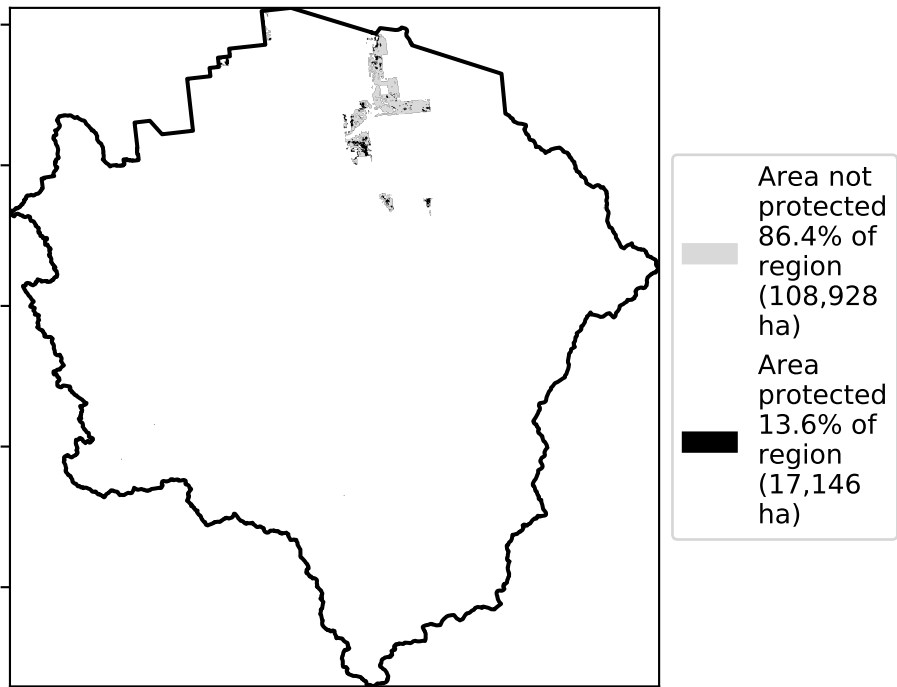 Area not
protected
86.4% of
region
(108,928
ha)
Area
protected
13.6% of
region
(17,146
ha)